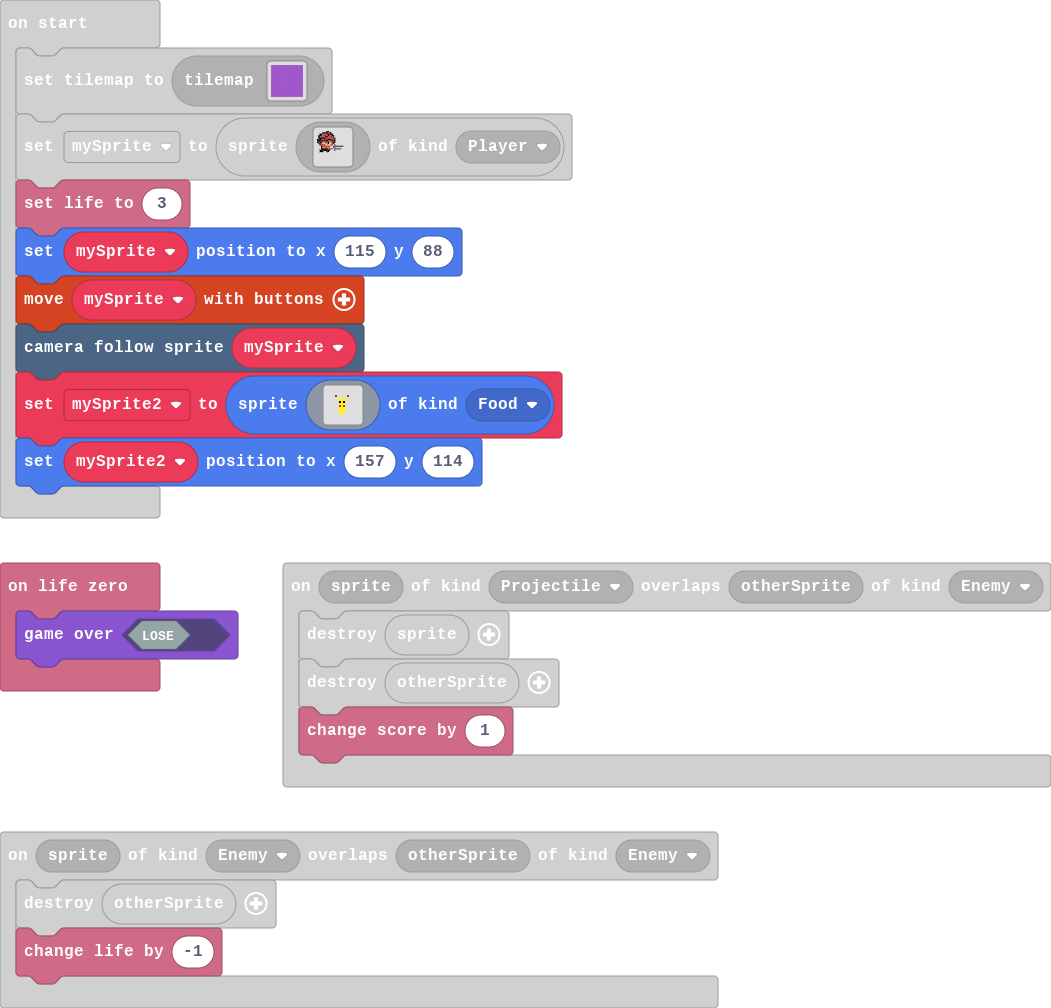 on start
set tilemap to tilemap
set mySprite to sprite of kind Player
set life to 3
set mySprite position to x 115 y 88
move mySprite with buttons
camera follow sprite mySprite
set mySprite2 to sprite of kind Food
set mySprite2 position to x 157 y 114
on life zero
game over LOSE
on sprite of kind Projectile overlaps otherSprite of kind Enemy
destroy sprite
destroy otherSprite
change score by 1
on sprite of kind Enemy overlaps otherSprite of kind Enemy
destroy otherSprite
change life by -1